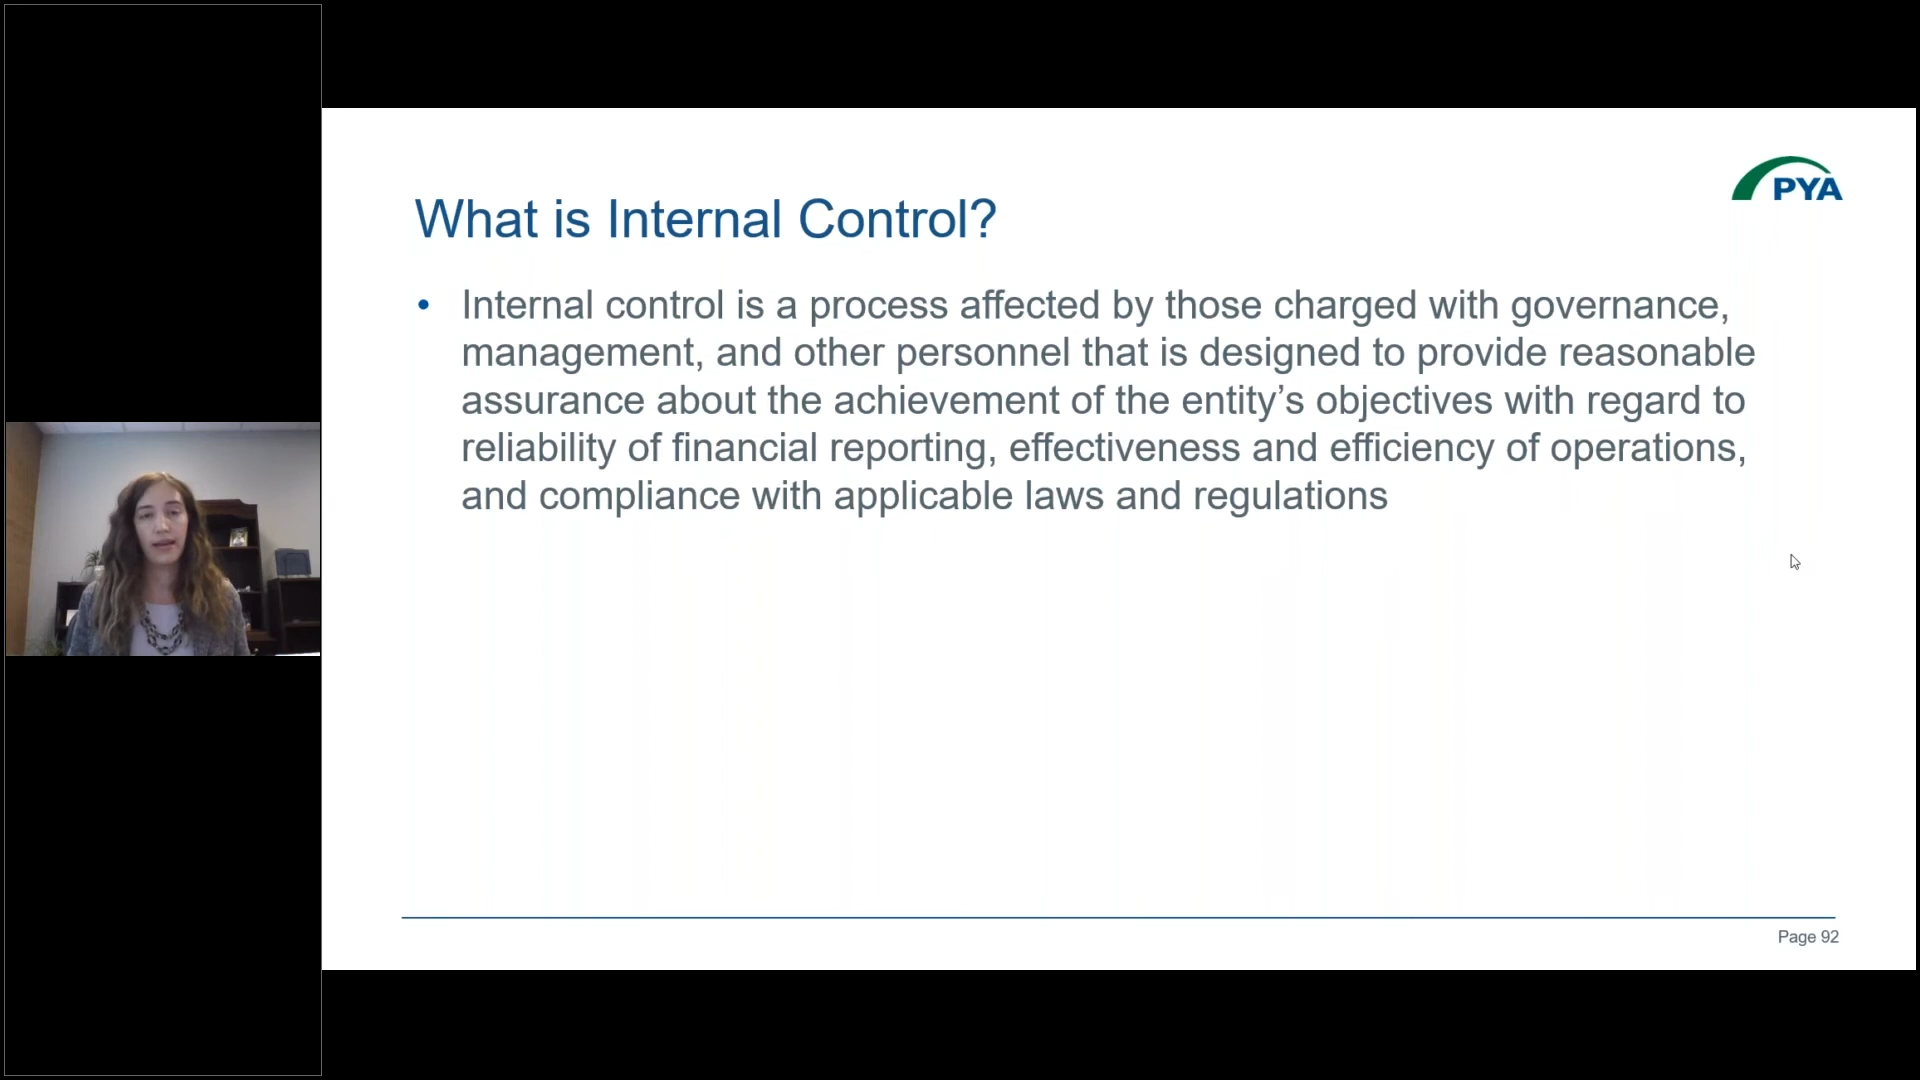 PYA
What is Internal Control?
• Internal control is a process affected by those charged with governance,
management, and other personnel that is designed to provide reasonable
assurance about the achievement of the entity’s objectives with regard to
reliability of financial reporting, effectiveness and efficiency of operations,
and compliance with applicable laws and regulations
Page 92